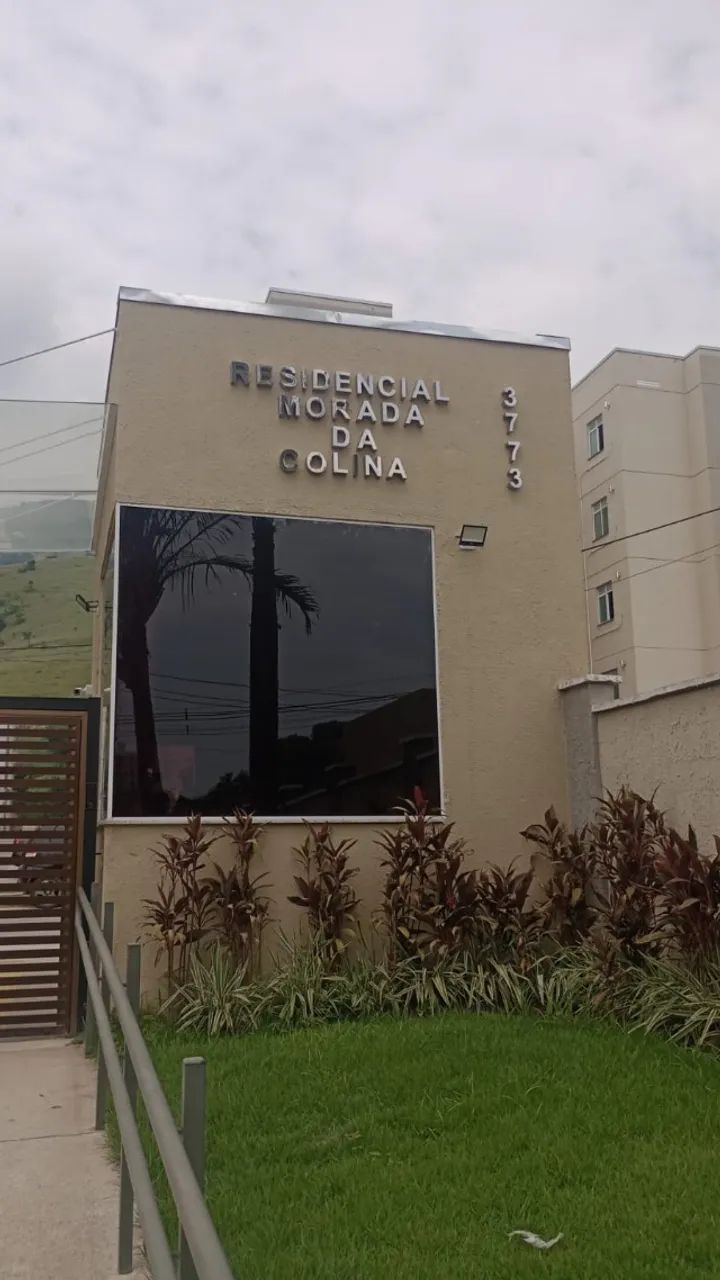 RESIDENCIAL
MORADA
DA
COLINA
3773